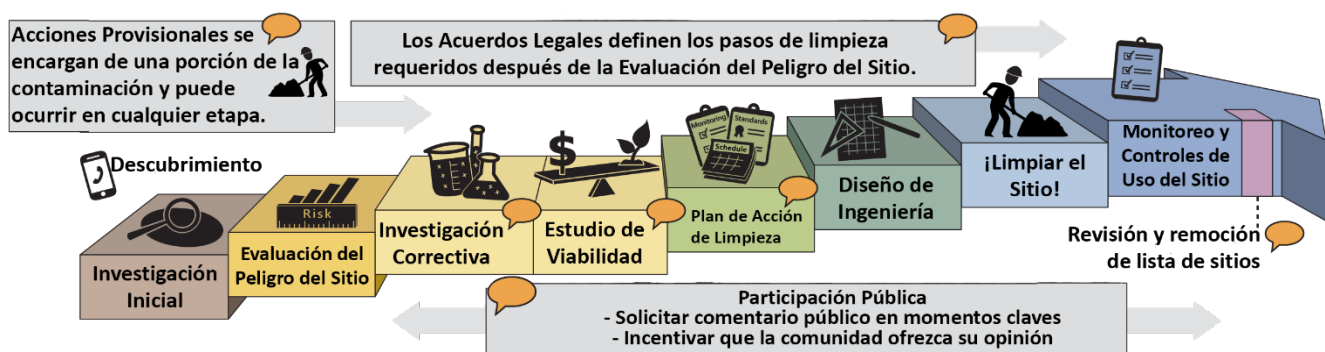 Acciones Provisionales se
encargan de una porción de la
contaminación y puede
ocurrir en cualquier etapa.
Los Acuerdos Legales definen los pasos de limpieza
requeridos después de la Evaluación del Peligro del Sitio.
Descubrimiento
Investigación
Inicial
Risk
Evaluación del
Peligro del Sitio
Investigación
Correctiva
$
Estudio de
Viabilidad
Monitoring
Standards
Schedule
Plan de Acción
de Limpieza
Diseño de
Ingeniería
¡Limpiar el
Sitio!
Monitoreo y
Controles de
Uso del Sitio
Revisión y remoción
de lista de sitios
Participación Pública
- Solicitar comentario público en momentos claves
- Incentivar que la comunidad ofrezca su opinión